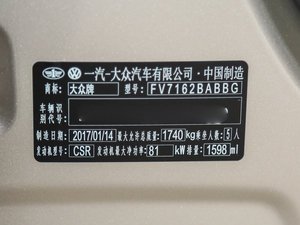 一汽-大众汽车有限公司·中国制造
商标: 大众牌 型号: FV7162BABBG
车辆识
别代号:
制造日期 2017/01/14 最大允许总质量 1740 kg 乘坐人数 5 人
发动机型号 CSR 发动机最大净功率 81 kW 排量 1598 ml